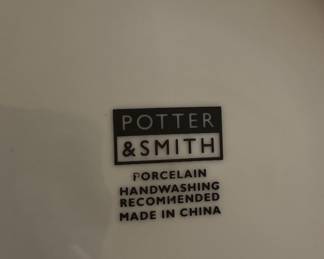 POTTER
& SMITH
PORCELAIN
HANDWASHING
RECOMMENDED
MADE IN CHINA